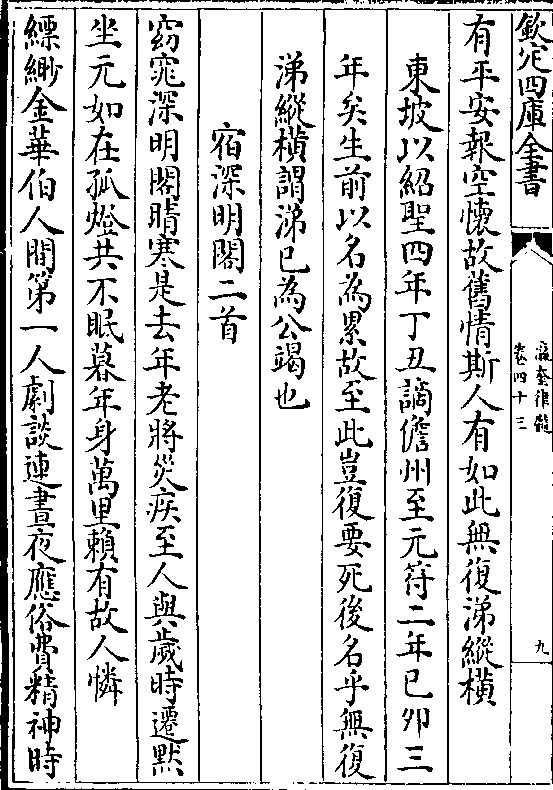 欽定四庫全書
瀛奎律髓
卷四十三
九
有平安報空懷故舊情斯人有如此無復涕縱横
東坡以紹聖四年丁丑謫儋州至元符二年已夘三
年矣生前以名為累故至此豈復要死後名乎無復
涕縱横謂涕已為公竭也
宿深明閣二首
窈窕深明閣晴寒是去年老將災疾至人與歲時遷黙
坐元如在孤燈共不眠暮年身萬里賴有故人憐
縹緲金華伯人間第一人劇談連晝夜應俗費精神時